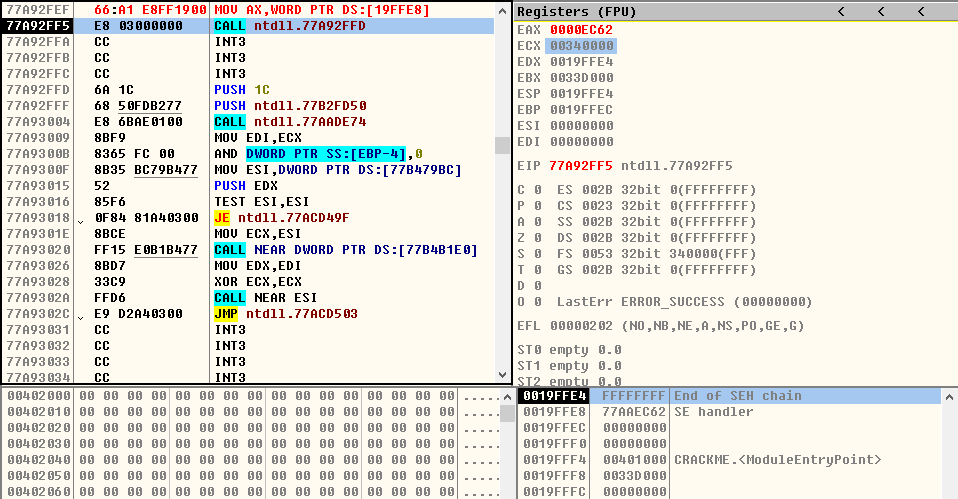 77A92FEF 66:A1 E8FF1900 MOV AX,WORD PTR DS:[19FFE8]
77A92FF5 E8 03000000 CALL ntdll.77A92FFD
77A92FFA CC INT3
77A92FFB CC INT3
77A92FFC CC INT3
77A92FFD 6A 1C PUSH 1C
77A92FFF 68 50FDB277 PUSH ntdll.77B2FD50
77A93004 E8 6BAE0100 CALL ntdll.77AADE74
77A93009 8BF9 MOV EDI,ECX
77A9300B 8365 FC 00 AND DWORD PTR SS:[EBP-4],0
77A9300F 8B35 BC79B477 MOV ESI,DWORD PTR DS:[77B479BC]
77A93015 52 PUSH EDX
77A93016 85F6 TEST ESI,ESI
77A93018 0F84 81A40300 JE ntdll.77ACD49F
77A9301E 8BCE MOV ECX,ESI
77A93020 FF15 E0B1B477 CALL NEAR DWORD PTR DS:[77B4B1E0]
77A93026 8BD7 MOV EDX,EDI
77A93028 33C9 XOR ECX,ECX
77A9302A FFD6 CALL NEAR ESI
77A9302C E9 D2A40300 JMP ntdll.77ACD503
77A93031 CC INT3
77A93032 CC INT3
77A93033 CC INT3
77A93034 CC INT3
Registers (FPU) < < <
EAX 0000EC62
ECX 00340000
EDX 0019FFE4
EBX 0033D000
ESP 0019FFE4
EBP 0019FFEC
ESI 00000000
EDI 00000000
EIP 77A92FF5 ntdll.77A92FF5
C 0 ES 002B 32bit 0(FFFFFFFF)
P 0 CS 0023 32bit 0(FFFFFFFF)
A 0 SS 002B 32bit 0(FFFFFFFF)
Z 0 DS 002B 32bit 0(FFFFFFFF)
S 0 FS 0053 32bit 340000(FFF)
T 0 GS 002B 32bit 0(FFFFFFFF)
D 0
O 0 LastErr ERROR_SUCCESS (00000000)
EFL 00000202 (NO,NB,NE,A,NS,PO,GE,G)
ST0 empty 0.0
ST1 empty 0.0
ST2 empty 0.0
00402000 00 00 00 00 00 00 00 00 00 00 00 00 00 00 00 00 .....
00402010 00 00 00 00 00 00 00 00 00 00 00 00 00 00 00 00 .....
00402020 00 00 00 00 00 00 00 00 00 00 00 00 00 00 00 00 .....
00402030 00 00 00 00 00 00 00 00 00 00 00 00 00 00 00 00 .....
00402040 00 00 00 00 00 00 00 00 00 00 00 00 00 00 00 00 .....
00402050 00 00 00 00 00 00 00 00 00 00 00 00 00 00 00 00 .....
00402060 00 00 00 00 00 00 00 00 00 00 00 00 00 00 00 00 .....
0019FFE4 FFFFFFFF End of SEH chain
0019FFE8 77AAEC62 SE handler
0019FFEC 00000000
0019FFF0 00000000
0019FFF4 00401000 CRACKME.<ModuleEntryPoint>
0019FFF8 0033D000
0019FFFC 00000000